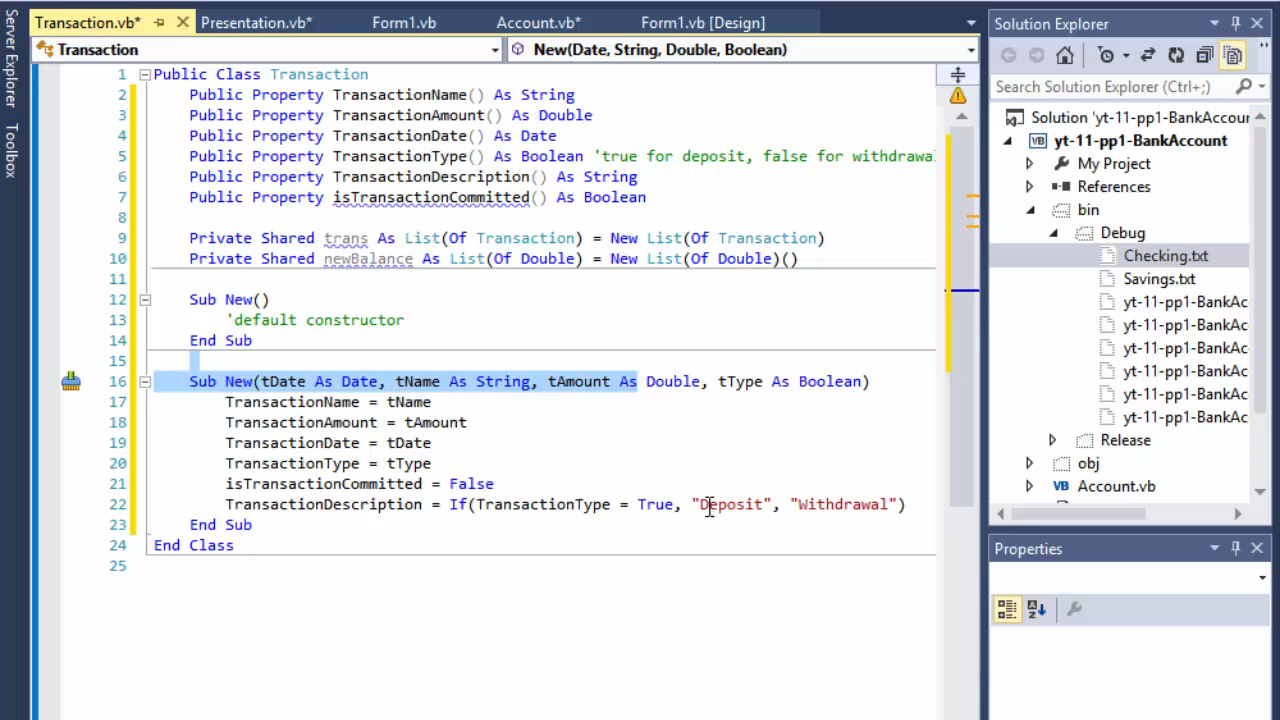 Server Explorer
Toolbox
Transaction.vb*
Presentation.vb*
Form1.vb
Account.vb*
Form1.vb [Design]
Transaction
New(Date, String, Double, Boolean)
1 Public Class Transaction
2 Public Property TransactionName() As String
3 Public Property TransactionAmount() As Double
4 Public Property TransactionDate() As Date
5 Public Property TransactionType() As Boolean 'true for deposit, false for withdrawal
6 Public Property TransactionDescription() As String
7 Public Property isTransactionCommitted() As Boolean
8
9 Private Shared trans As List(Of Transaction) = New List(Of Transaction)
10 Private Shared newBalance As List(Of Double) = New List(Of Double)()
11
12 Sub New()
13 'default constructor
14 End Sub
15
16 Sub New(tDate As Date, tName As String, tAmount As Double, tType As Boolean)
17 TransactionName = tName
18 TransactionAmount = tAmount
19 TransactionDate = tDate
20 TransactionType = tType
21 isTransactionCommitted = False
22 TransactionDescription = If(TransactionType = True, "Deposit", "Withdrawal")
23 End Sub
24 End Class
25
Solution Explorer
Search Solution Explorer (Ctrl+;)
Solution 'yt-11-pp1-BankAccour
VB yt-11-pp1-BankAccount
My Project
References
bin
Debug
Checking.txt
Savings.txt
yt-11-pp1-BankAc
yt-11-pp1-BankAc
yt-11-pp1-BankAc
yt-11-pp1-BankAc
yt-11-pp1-BankAc
yt-11-pp1-BankAc
Release
obj
VB Account.vb
Properties